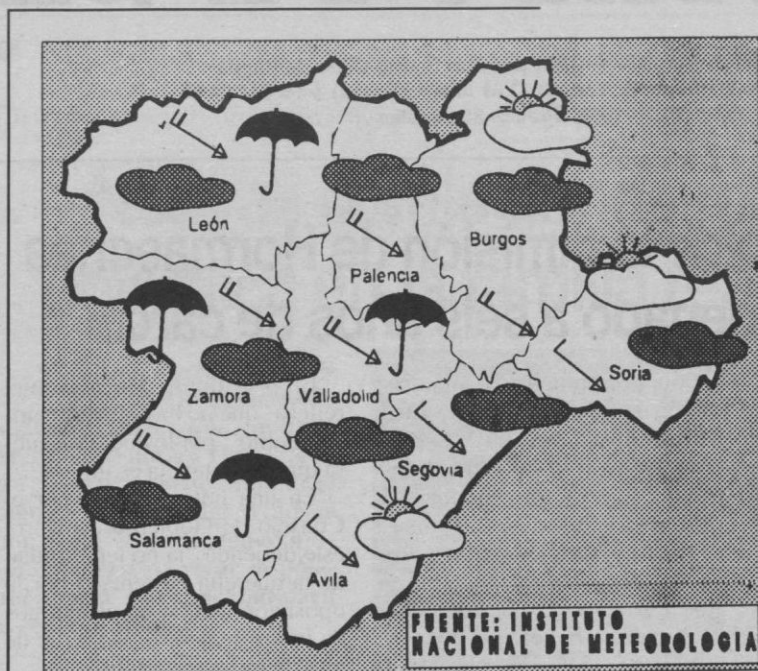 León
Burgos
Palencia
Soria
Zamora
Valladolid
Segovia
Salamanca
Avila
FUENTE: INSTITUTO
NACIONAL DE METEOROLOGIA